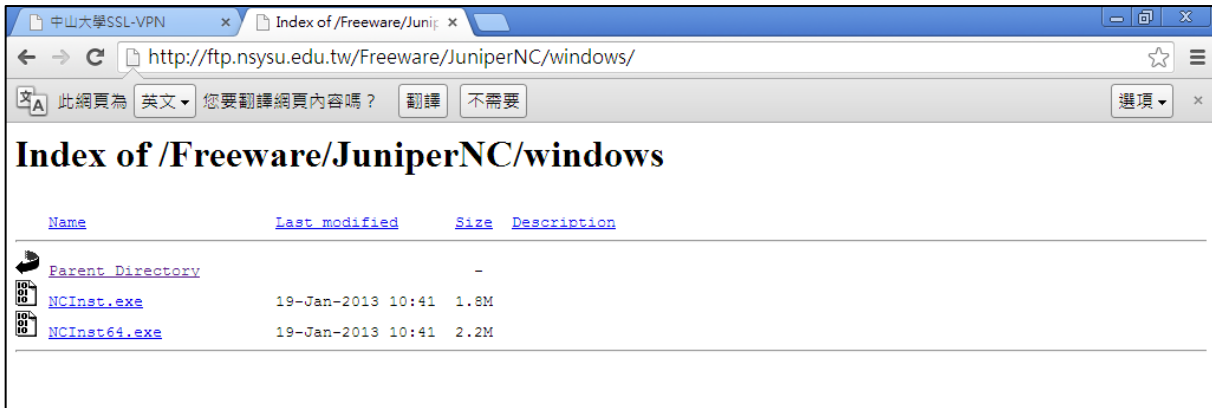 中山大學SSL-VPN
Index of /Freeware/Junip
http://ftp.nsysu.edu.tw/Freeware/JuniperNC/windows/
此網頁為 英文 您要翻譯網頁內容嗎？ 翻譯 不需要 選項
Index of /Freeware/JuniperNC/windows
Name Last modified Size Description
Parent Directory -
NCInst.exe 19-Jan-2013 10:41 1.8M
NCInst64.exe 19-Jan-2013 10:41 2.2M